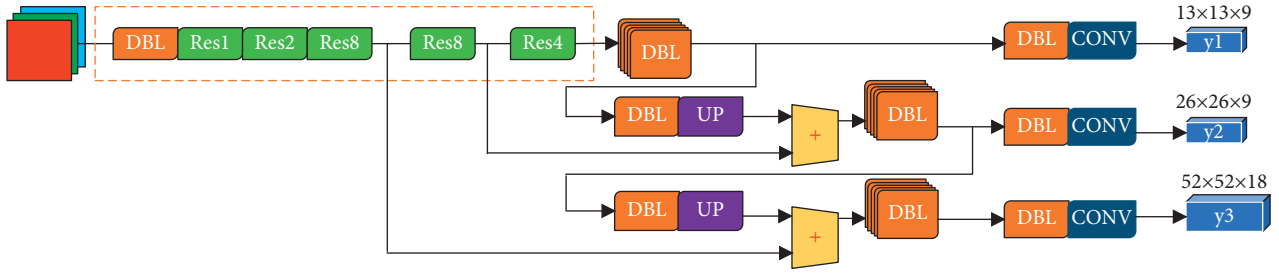 DBL Res1 Res2 Res8 Res8 Res4 DBL DBL CONV 13×13×9 y1
DBL UP + DBL DBL CONV 26×26×9 y2
DBL UP + DBL DBL CONV 52×52×18 y3